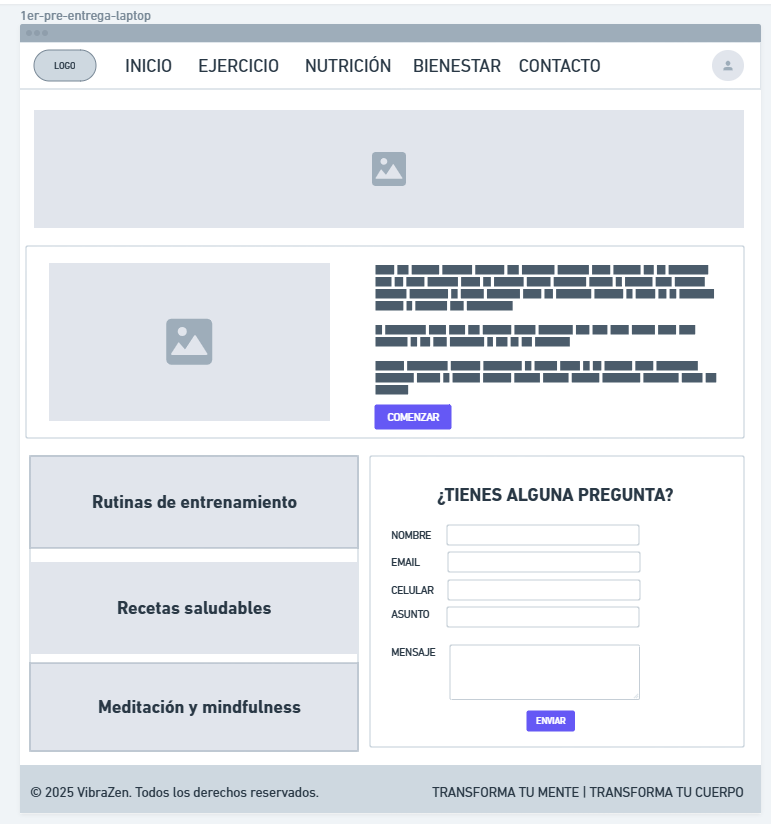 1er-pre-entrega-laptop
LOGO
INICIO EJERCICIO NUTRICIÓN BIENESTAR CONTACTO
COMENZAR
Rutinas de entrenamiento
Recetas saludables
Meditación y mindfulness
¿TIENES ALGUNA PREGUNTA?
NOMBRE
EMAIL
CELULAR
ASUNTO
MENSAJE
ENVIAR
© 2025 VibraZen. Todos los derechos reservados.
TRANSFORMA TU MENTE | TRANSFORMA TU CUERPO